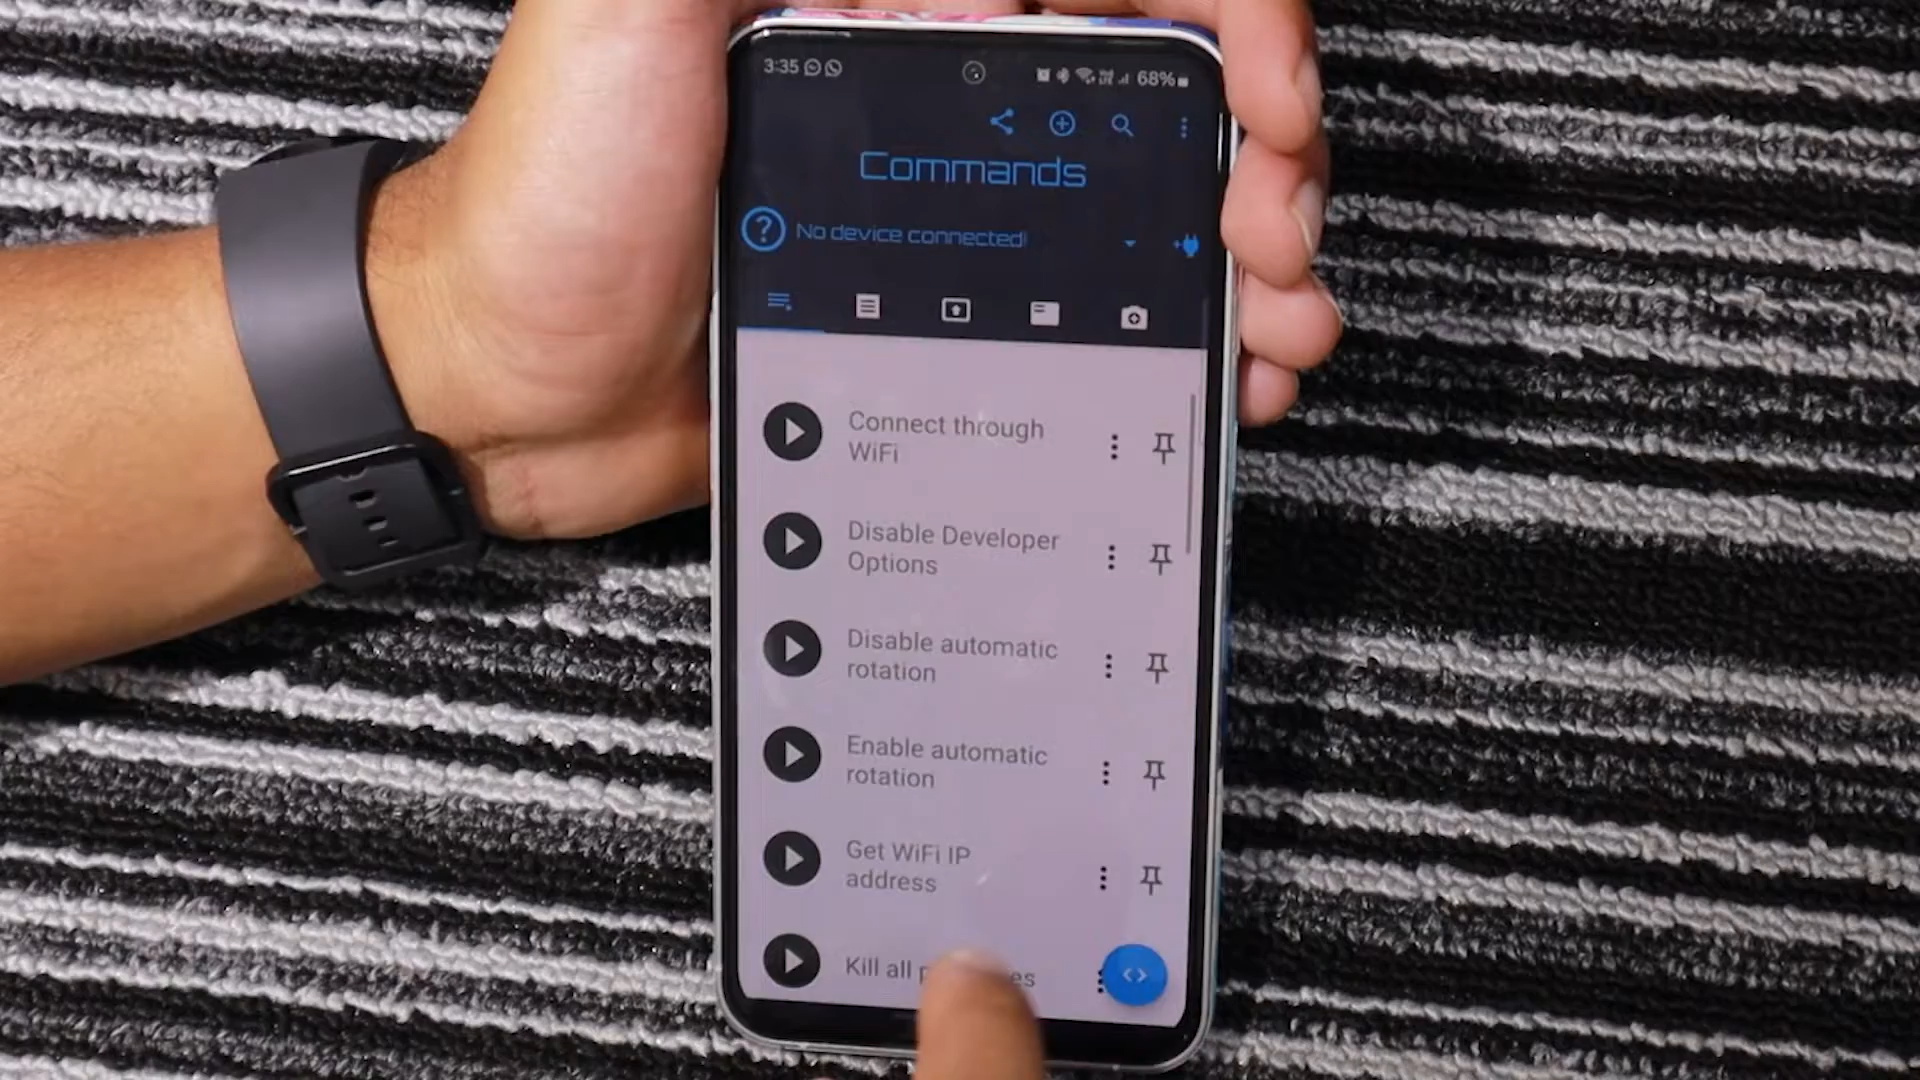 3:35
68%
Commands
No device connected!
Connect through
WiFi
Disable Developer
Options
Disable automatic
rotation
Enable automatic
rotation
Get WiFi IP
address
Kill all